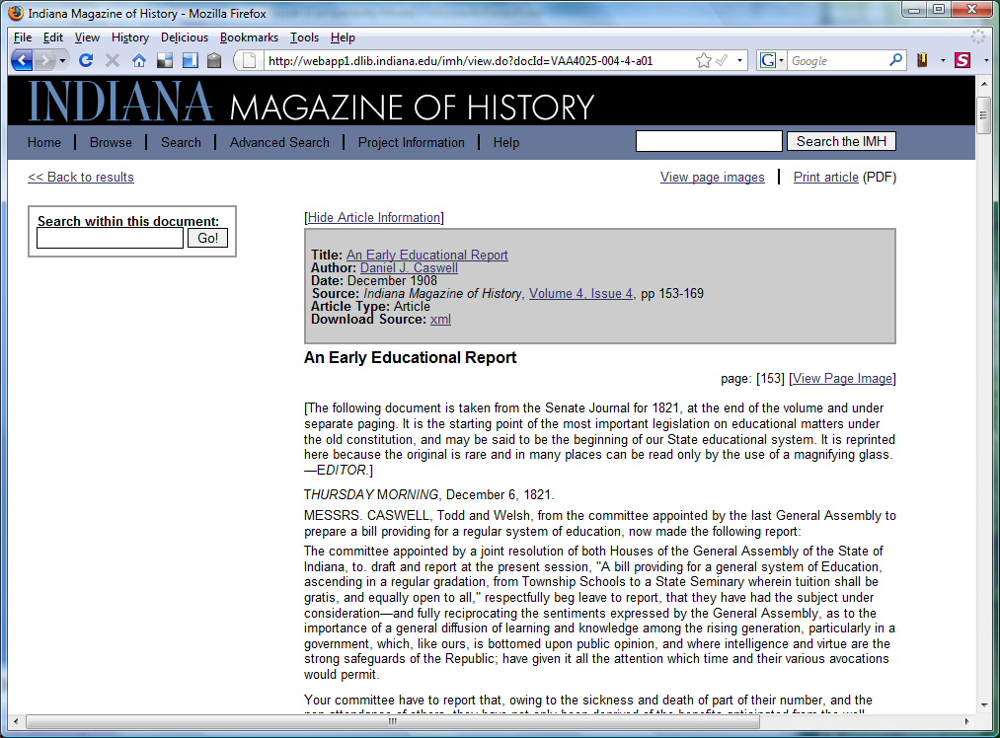 Indiana Magazine of History - Mozilla Firefox
File Edit View History Delicious Bookmarks Tools Help
http://webapp1.dlib.indiana.edu/imh/view.do?docId=VAA4025-004-4-a01
G Google S
INDIANA MAGAZINE OF HISTORY
Home Browse Search Advanced Search Project Information Help Search the IMH
<< Back to results View page images Print article (PDF)
Search within this document:
Go!
[Hide Article Information]
Title: An Early Educational Report
Author: Daniel J. Caswell
Date: December 1908
Source: Indiana Magazine of History, Volume 4, Issue 4, pp 153-169
Article Type: Article
Download Source: xml
An Early Educational Report
page: [153] [View Page Image]
[The following document is taken from the Senate Journal for 1821, at the end of the volume and under
separate paging. It is the starting point of the most important legislation on educational matters under
the old constitution, and may be said to be the beginning of our State educational system. It is reprinted
here because the original is rare and in many places can be read only by the use of a magnifying glass.
—EDITOR.]
THURSDAY MORNING, December 6, 1821.
MESSRS. CASWELL, Todd and Welsh, from the committee appointed by the last General Assembly to
prepare a bill providing for a regular system of education, now made the following report:
The committee appointed by a joint resolution of both Houses of the General Assembly of the State of
Indiana, to. draft and report at the present session, "A bill providing for a general system of Education,
ascending in a regular gradation, from Township Schools to a State Seminary wherein tuition shall be
gratis, and equally open to all," respectfully beg leave to report, that they have had the subject under
consideration—and fully reciprocating the sentiments expressed by the General Assembly, as to the
importance of a general diffusion of learning and knowledge among the rising generation, particularly in a
government, which, like ours, is bottomed upon public opinion, and where intelligence and virtue are the
strong safeguards of the Republic; have given it all the attention which time and their various avocations
would permit.
Your committee have to report that, owing to the sickness and death of part of their number, and the